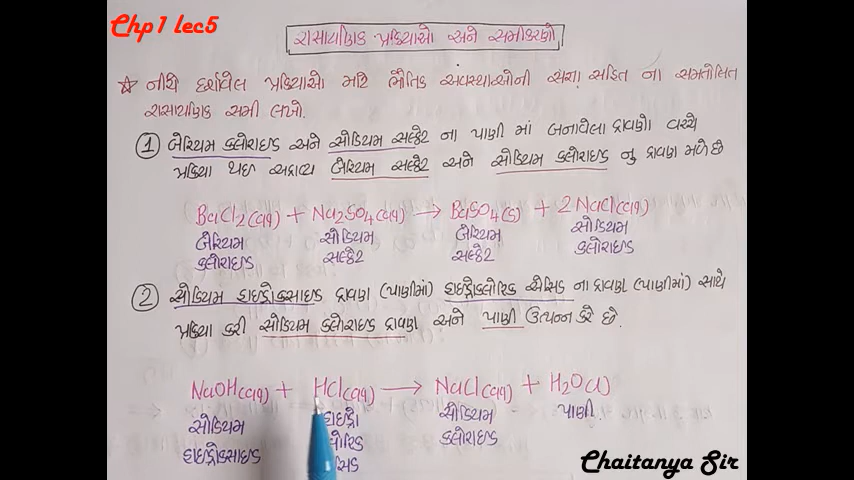 Chp1 lec5
રાસાયણિક પ્રક્રિયાઓ અને સમીકરણો
☆ નીચે દર્શાવેલ પ્રક્રિયાઓ માટે ભૌતિક અવસ્થાઓની સંજ્ઞા સહિત ના સમતોલિત
રાસાયણિક સમી લખો.
① બેરિયમ ક્લોરાઇડ અને સોડિયમ સલ્ફેટ ના પાણી માં બનાવેલા દ્રાવણો વચ્ચે
પ્રક્રિયા થઇ અદ્રાવ્ય બેરિયમ સલ્ફેટ અને સોડિયમ ક્લોરાઇડ નુ દ્રાવણ મળે છે
BaCl2(aq) + Na2SO4(aq) → BaSO4(s) + 2 NaCl(aq)
બેરિયમ સોડિયમ બેરિયમ સોડિયમ
ક્લોરાઇડ સલ્ફેટ સલ્ફેટ ક્લોરાઇડ
② સોડિયમ હાઇડ્રોક્સાઇડ દ્રાવણ (પાણીમાં) હાઇડ્રોક્લોરિક એસિડ ના દ્રાવણ (પાણીમાં) સાથે
પ્રક્રિયા કરી સોડિયમ ક્લોરાઇડ દ્રાવણ અને પાણી ઉત્પન્ન કરે છે.
NaOH(aq) + HCl(aq) → NaCl(aq) + H2O(l)
સોડિયમ સોડિયમ પાણી
હાઇડ્રોક્સાઇડ ક્લોરાઇડ
Chaitanya Sir